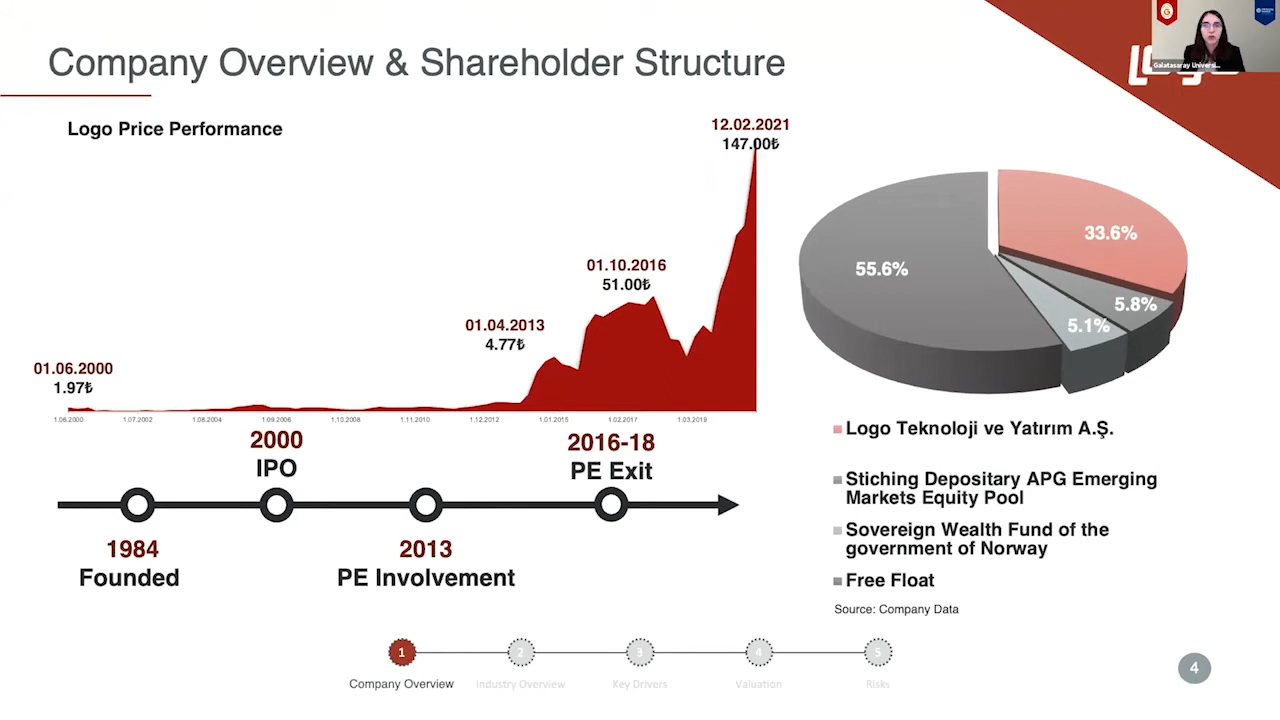 Company Overview & Shareholder Structure
Galatasaray Universi...
Logo Price Performance
12.02.2021
147.00₺
01.10.2016
51.00₺
01.04.2013
4.77₺
01.06.2000
1.97₺
1.06.2000 1.07.2002 1.08.2004 1.09.2006 1.10.2008 1.11.2010 1.12.2012 1.01.2015 1.02.2017 1.03.2019
2000
IPO
2016-18
PE Exit
1984
Founded
2013
PE Involvement
33.6%
55.6%
5.8%
5.1%
Logo Teknoloji ve Yatırım A.Ş.
Stiching Depositary APG Emerging
Markets Equity Pool
Sovereign Wealth Fund of the
government of Norway
Free Float
Source: Company Data
1 2 3 4 5
Company Overview Industry Overview Key Drivers Valuation Risks
4